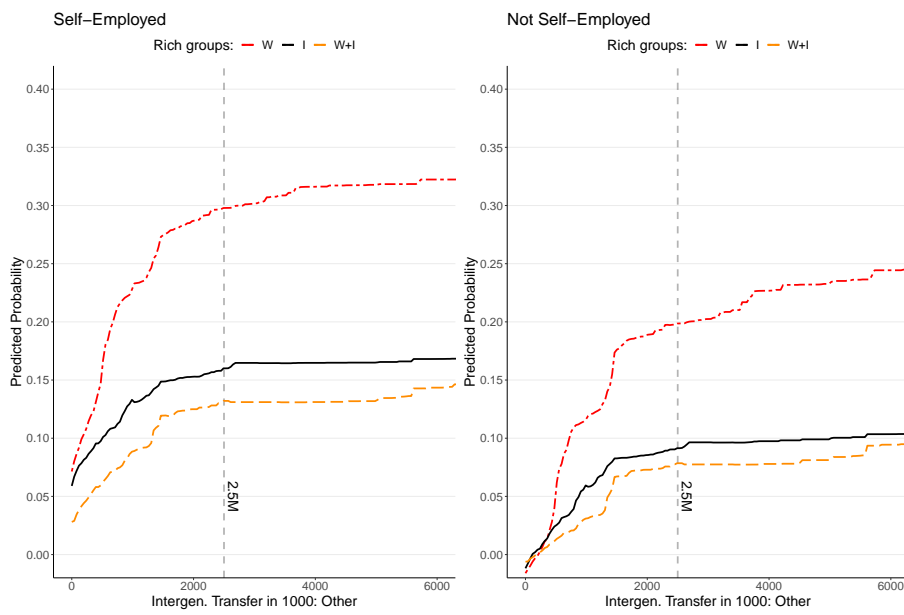 Self−Employed
Rich groups: W I W+I
0.40
0.35
0.30
0.25
0.20
0.15
0.10
0.05
0.00
Predicted Probability
2.5M
0 2000 4000 6000
Intergen. Transfer in 1000: Other
Not Self−Employed
Rich groups: W I W+I
0.40
0.35
0.30
0.25
0.20
0.15
0.10
0.05
0.00
Predicted Probability
2.5M
0 2000 4000 6000
Intergen. Transfer in 1000: Other